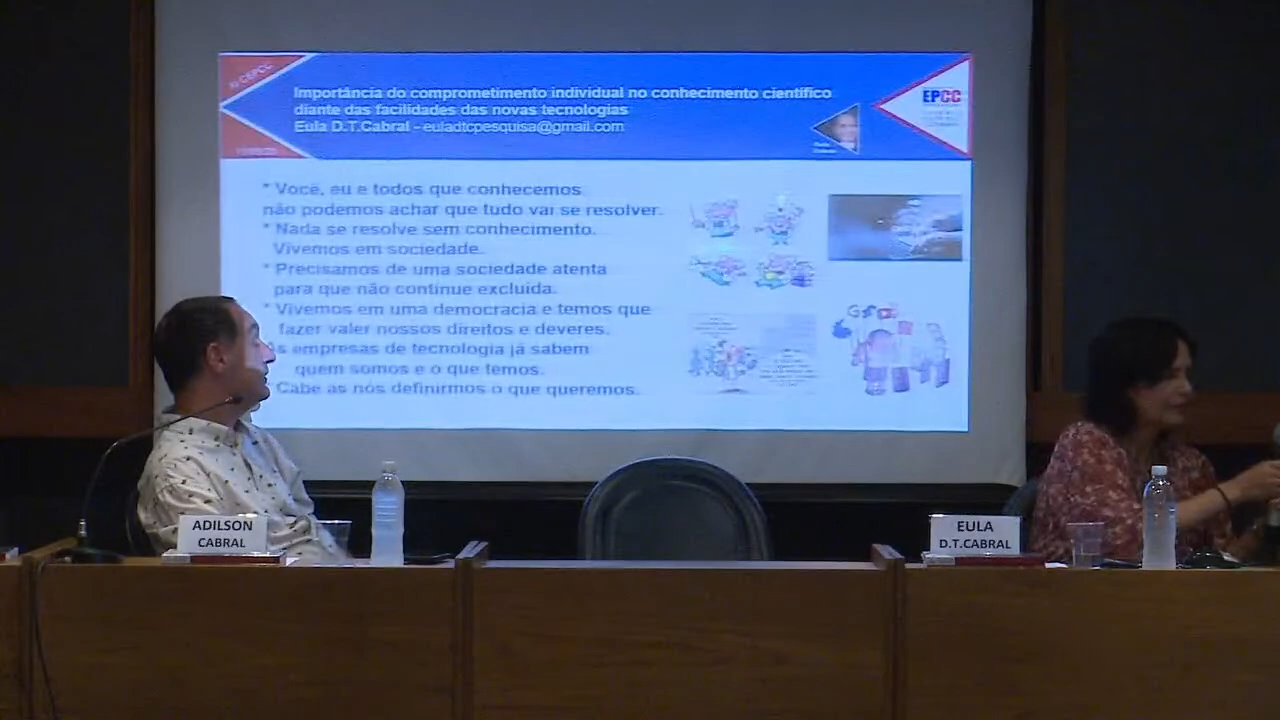 XI CEPCC
Importância do comprometimento individual no conhecimento científico
diante das facilidades das novas tecnologias
Eula D.T.Cabral - euladtcpesquisa@gmail.com
EPCC
* Você, eu e todos que conhecemos
não podemos achar que tudo vai se resolver.
* Nada se resolve sem conhecimento.
Vivemos em sociedade.
* Precisamos de uma sociedade atenta
para que não continue excluída.
* Vivemos em uma democracia e temos que
fazer valer nossos direitos e deveres.
s empresas de tecnologia já sabem
quem somos e o que temos.
Cabe as nós definirmos o que queremos.
ADILSON
CABRAL
EULA
D.T.CABRAL